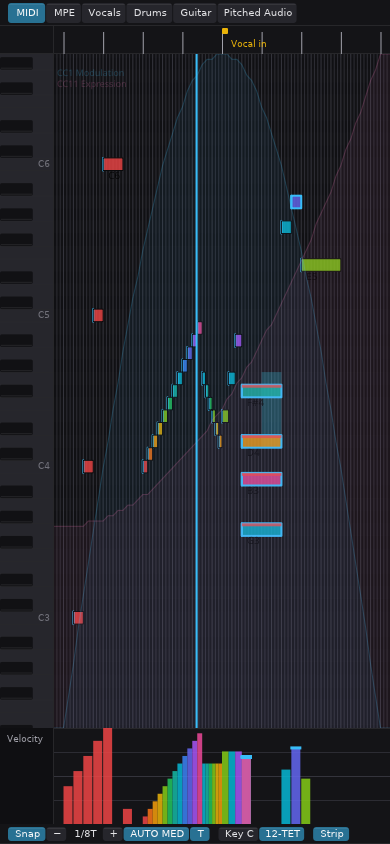 MIDI MPE Vocals Drums Guitar Pitched Audio
Vocal in
CC1 Modulation
CC11 Expression
C6
C5
C4
C3
Velocity
Snap − 1/8T + AUTO MED T Key C 12-TET Strip